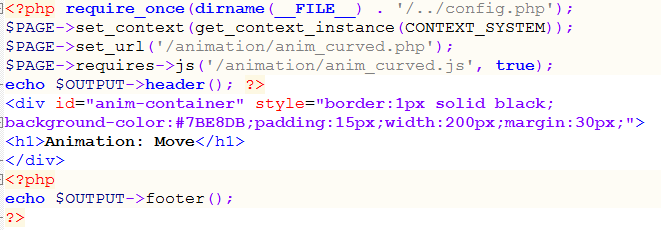 <?php require_once(dirname(__FILE__) . '/../config.php');
$PAGE->set_context(get_context_instance(CONTEXT_SYSTEM));
$PAGE->set_url('/animation/anim_curved.php');
$PAGE->requires->js('/animation/anim_curved.js', true);
echo $OUTPUT->header(); ?>
<div id="anim-container" style="border:1px solid black;
background-color:#7BE8DB;padding:15px;width:200px;margin:30px;">
<h1>Animation: Move</h1>
</div>
<?php
echo $OUTPUT->footer();
?>